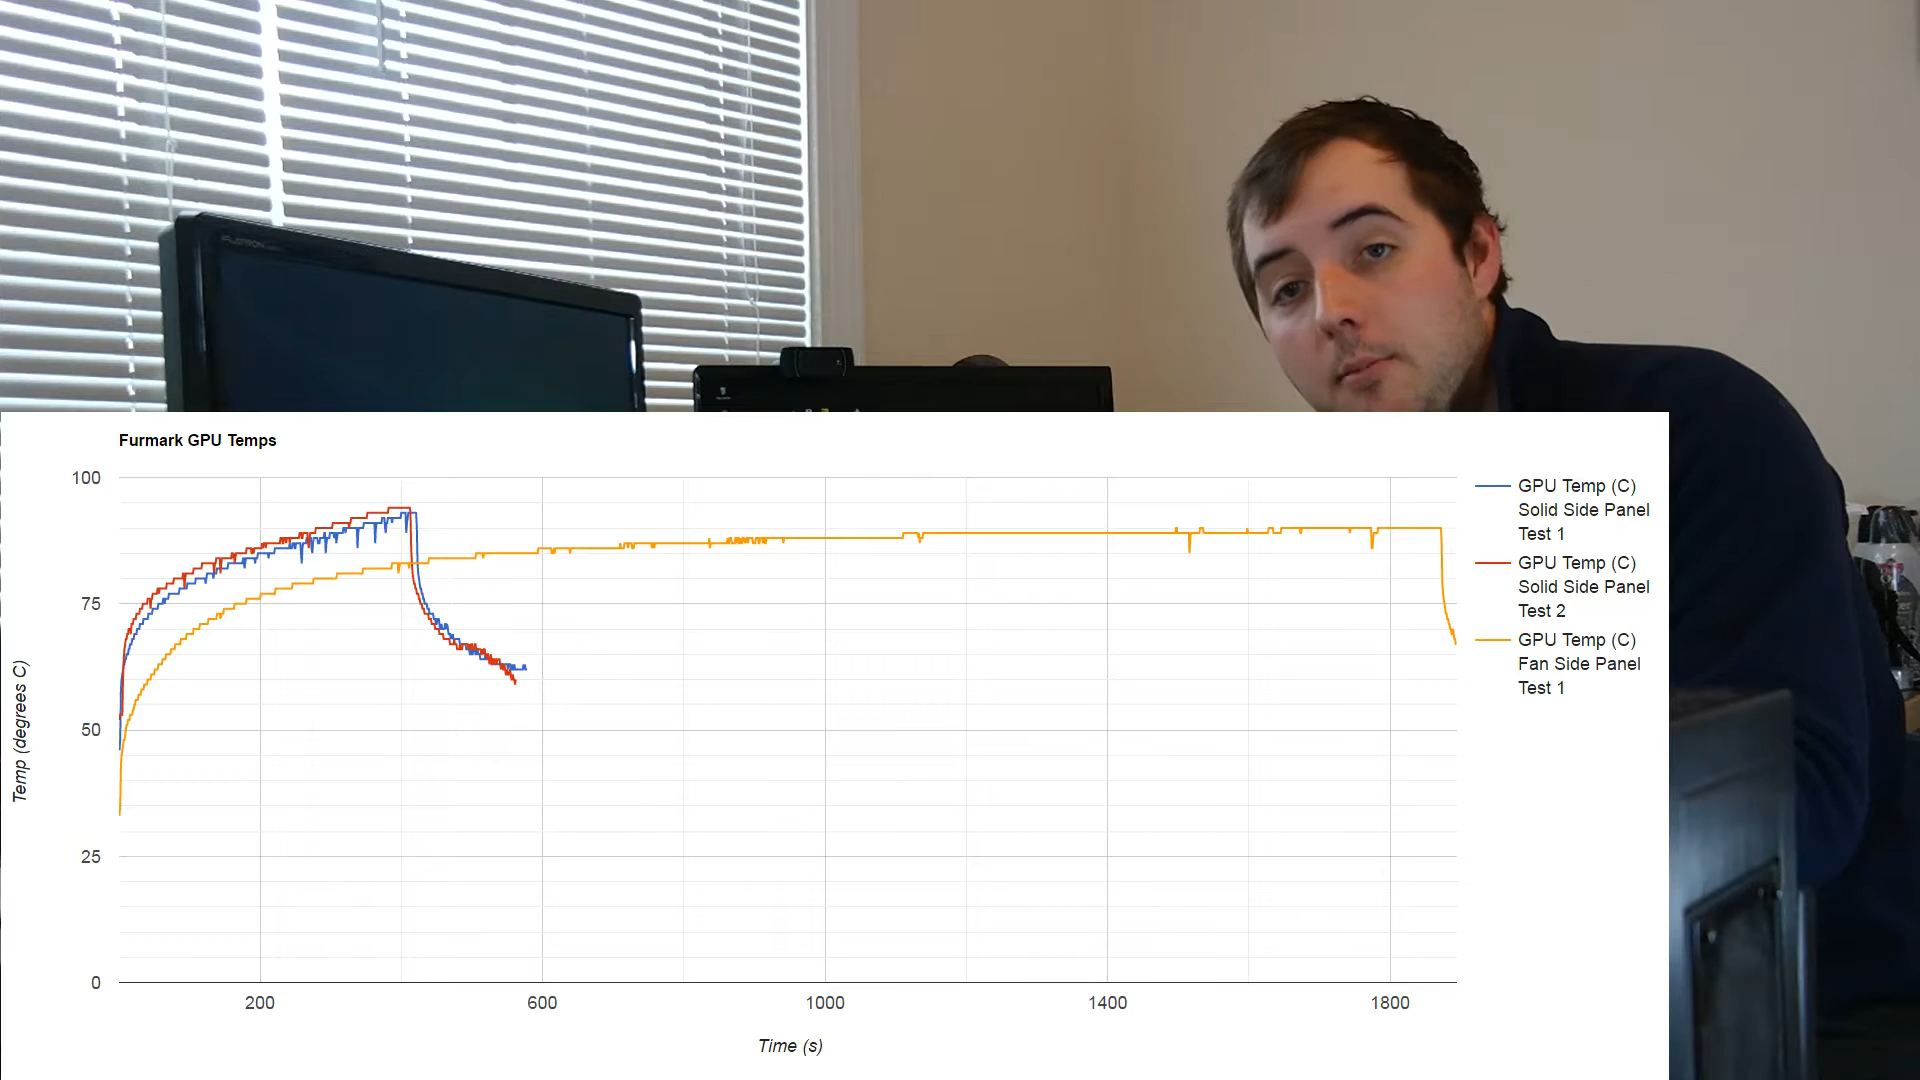 FLATRON
Furmark GPU Temps
100
75
50
25
0
Temp (degrees C)
200
600
1000
1400
1800
Time (s)
GPU Temp (C)
Solid Side Panel
Test 1
GPU Temp (C)
Solid Side Panel
Test 2
GPU Temp (C)
Fan Side Panel
Test 1